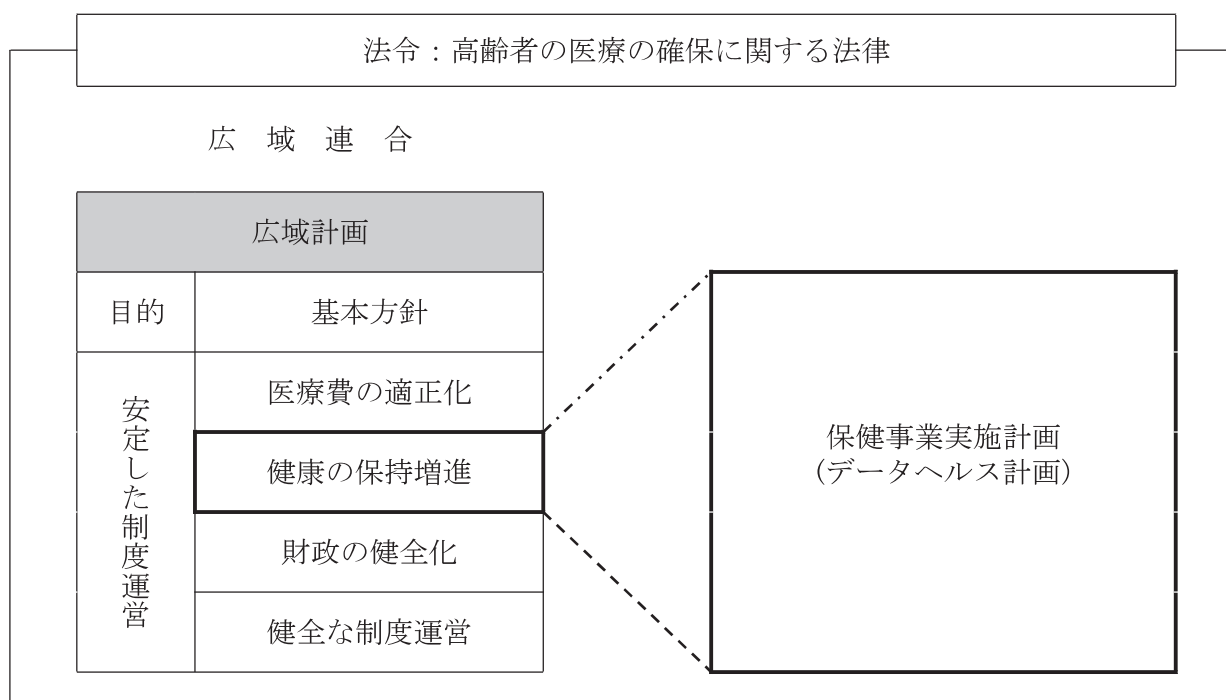 法令：高齢者の医療の確保に関する法律
広域連合
広域計画
目的
基本方針
安定した制度運営
医療費の適正化
健康の保持増進
財政の健全化
健全な制度運営
保健事業実施計画
(データヘルス計画)